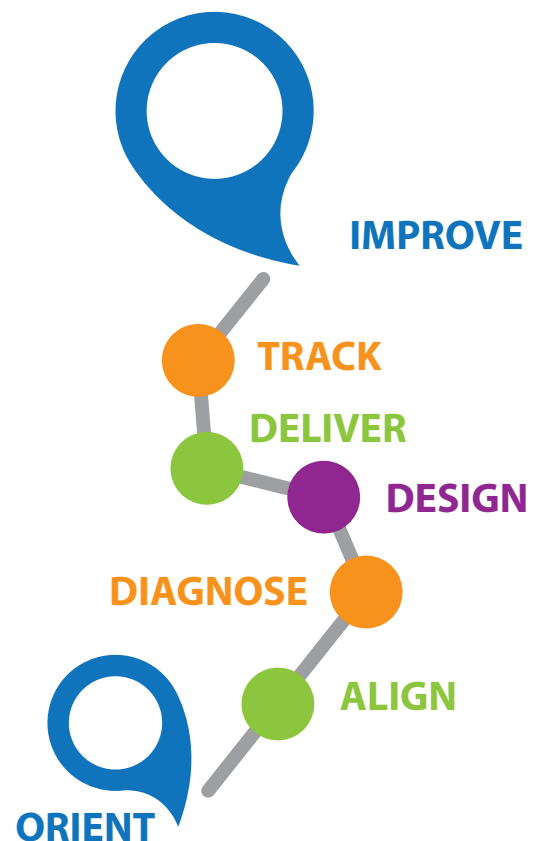 IMPROVE
TRACK
DELIVER
DESIGN
DIAGNOSE
ALIGN
ORIENT